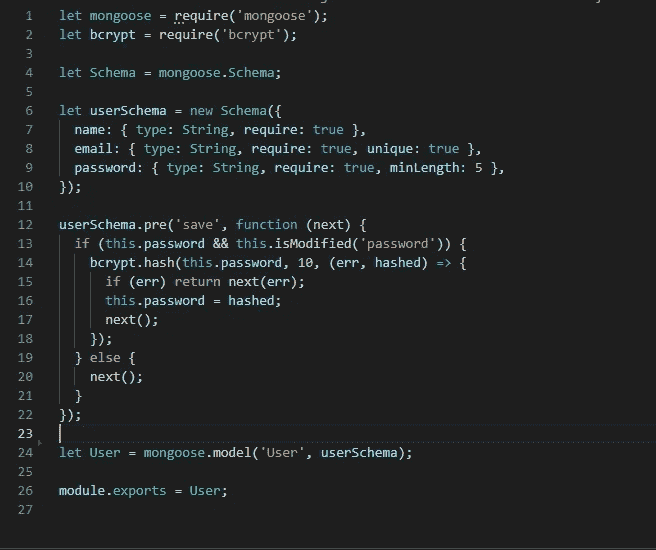 1 let mongoose = require('mongoose');
2 let bcrypt = require('bcrypt');
3
4 let Schema = mongoose.Schema;
5
6 let userSchema = new Schema({
7 name: { type: String, require: true },
8 email: { type: String, require: true, unique: true },
9 password: { type: String, require: true, minLength: 5 },
10 });
11
12 userSchema.pre('save', function (next) {
13 if (this.password && this.isModified('password')) {
14 bcrypt.hash(this.password, 10, (err, hashed) => {
15 if (err) return next(err);
16 this.password = hashed;
17 next();
18 });
19 } else {
20 next();
21 }
22 });
23
24 let User = mongoose.model('User', userSchema);
25
26 module.exports = User;
27